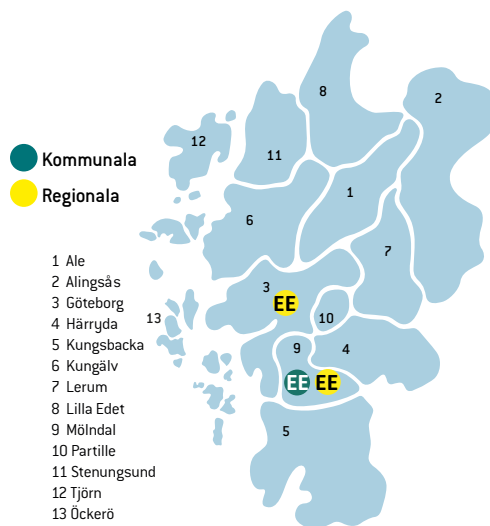 8
2
12
Kommunala
11
Regionala
1
6
7
1 Ale
2 Alingsås
3 Göteborg
4 Härryda
5 Kungsbacka
6 Kungälv
7 Lerum
8 Lilla Edet
9 Mölndal
10 Partille
11 Stenungsund
12 Tjörn
13 Öckerö
3
EE
13
10
9
4
EE EE
5